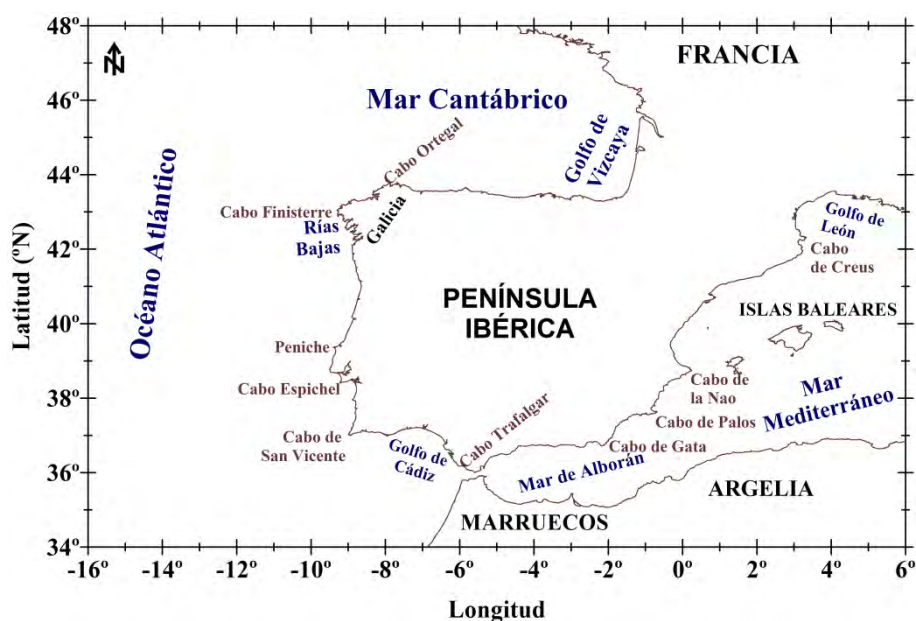 48º
N
FRANCIA
46º
Mar Cantábrico
Golfo de
Vizcaya
Cabo Ortegal
44º
Cabo Finisterre
Galicia
Rías
Bajas
Golfo de
León
Cabo
de Creus
42º
Océano Atlántico
Latitud (ºN)
PENÍNSULA
IBÉRICA
ISLAS BALEARES
40º
Peniche
Cabo Espichel
38º
Cabo de
la Nao
Mar
Mediterráneo
Cabo de Palos
Cabo Trafalgar
Cabo de
San Vicente
Golfo de
Cádiz
Cabo de Gata
36º
Mar de Alborán
ARGELIA
MARRUECOS
34º
-16º -14º -12º -10º -8º -6º -4º -2º 0º 2º 4º 6º
Longitud